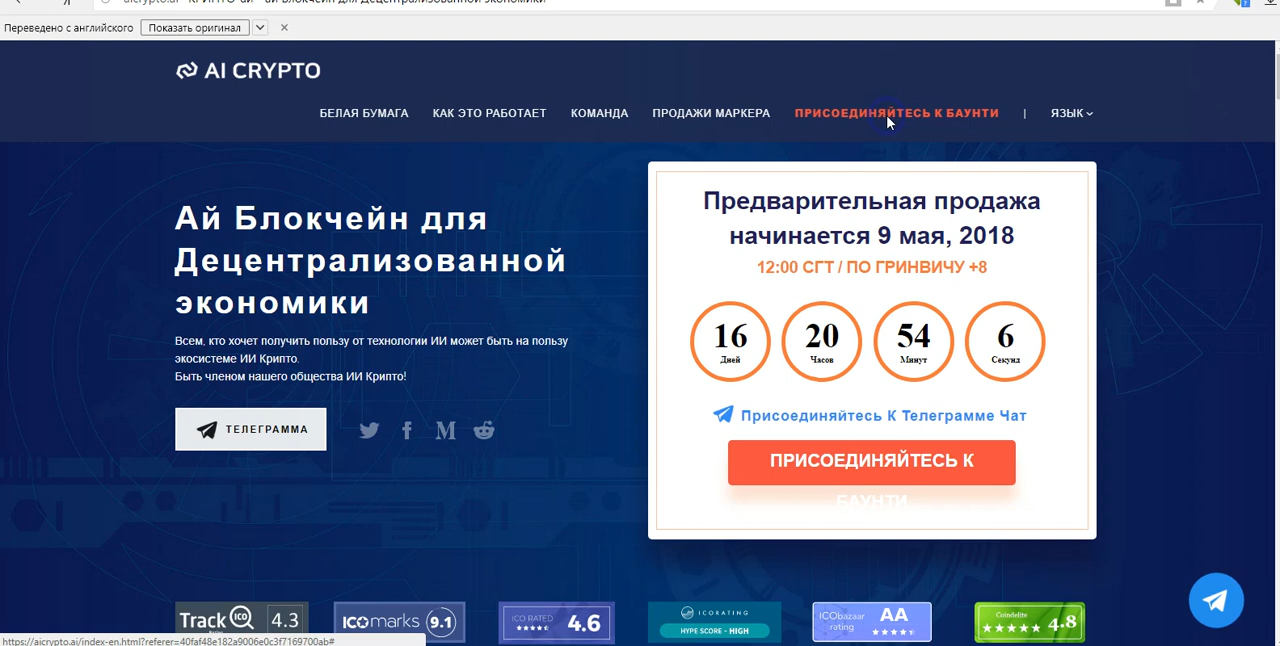 Переведено с английского Показать оригинал
AI CRYPTO
БЕЛАЯ БУМАГА КАК ЭТО РАБОТАЕТ КОМАНДА ПРОДАЖИ МАРКЕРА ПРИСОЕДИНЯЙТЕСЬ К БАУНТИ | ЯЗЫК
Ай Блокчейн для
Децентрализованной
экономики
Всем, кто хочет получить пользу от технологии ИИ может быть на пользу
экосистеме ИИ Крипто.
Быть членом нашего общества ИИ Крипто!
ТЕЛЕГРАММА
Предварительная продажа
начинается 9 мая, 2018
12:00 СГТ / ПО ГРИНВИЧУ +8
16 20 54 6
Дней Часов Минут Секунд
Присоединяйтесь К Телеграмме Чат
ПРИСОЕДИНЯЙТЕСЬ К
БАУНТИ
Track ICO 4.3
ICOmarks 9.1
ICO RATED 4.6
ICORATING
HYPE SCORE - HIGH
ICObazaar
rating AA
Coindelite
4.8
https://aicrypto.ai/index-en.html?referer=40faf48e182a9006e0c3f7169700ab#